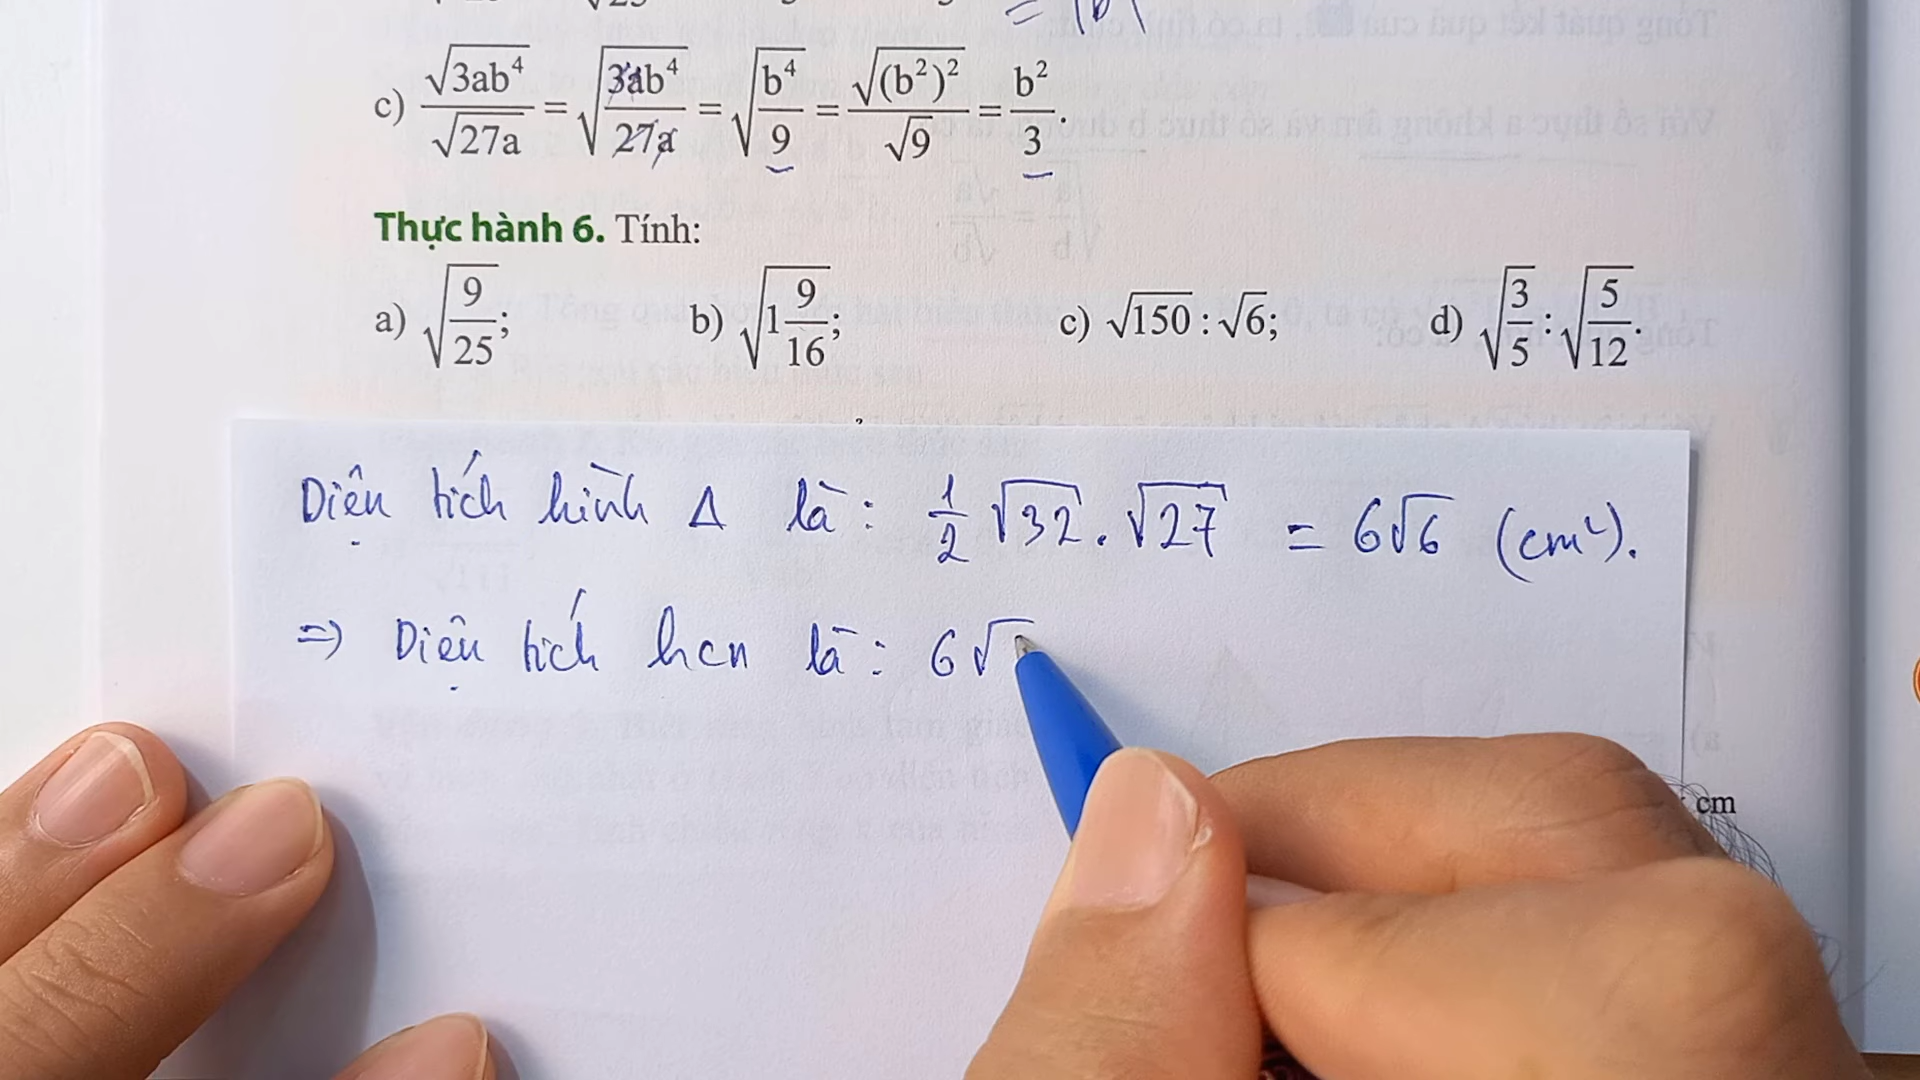 c) √3ab⁴/√27a = √(3ab⁴/27a) = √(b⁴/9) = √(b²)²/√9 = b²/3.
Thực hành 6. Tính:
a) √(9/25); b) √(1 9/16); c) √150 : √6; d) √(3/5) : √(5/12).
Diện tích hình Δ là: 1/2 √32 . √27 = 6√6 (cm²).
=> Diện tích hcn là: 6√
cm